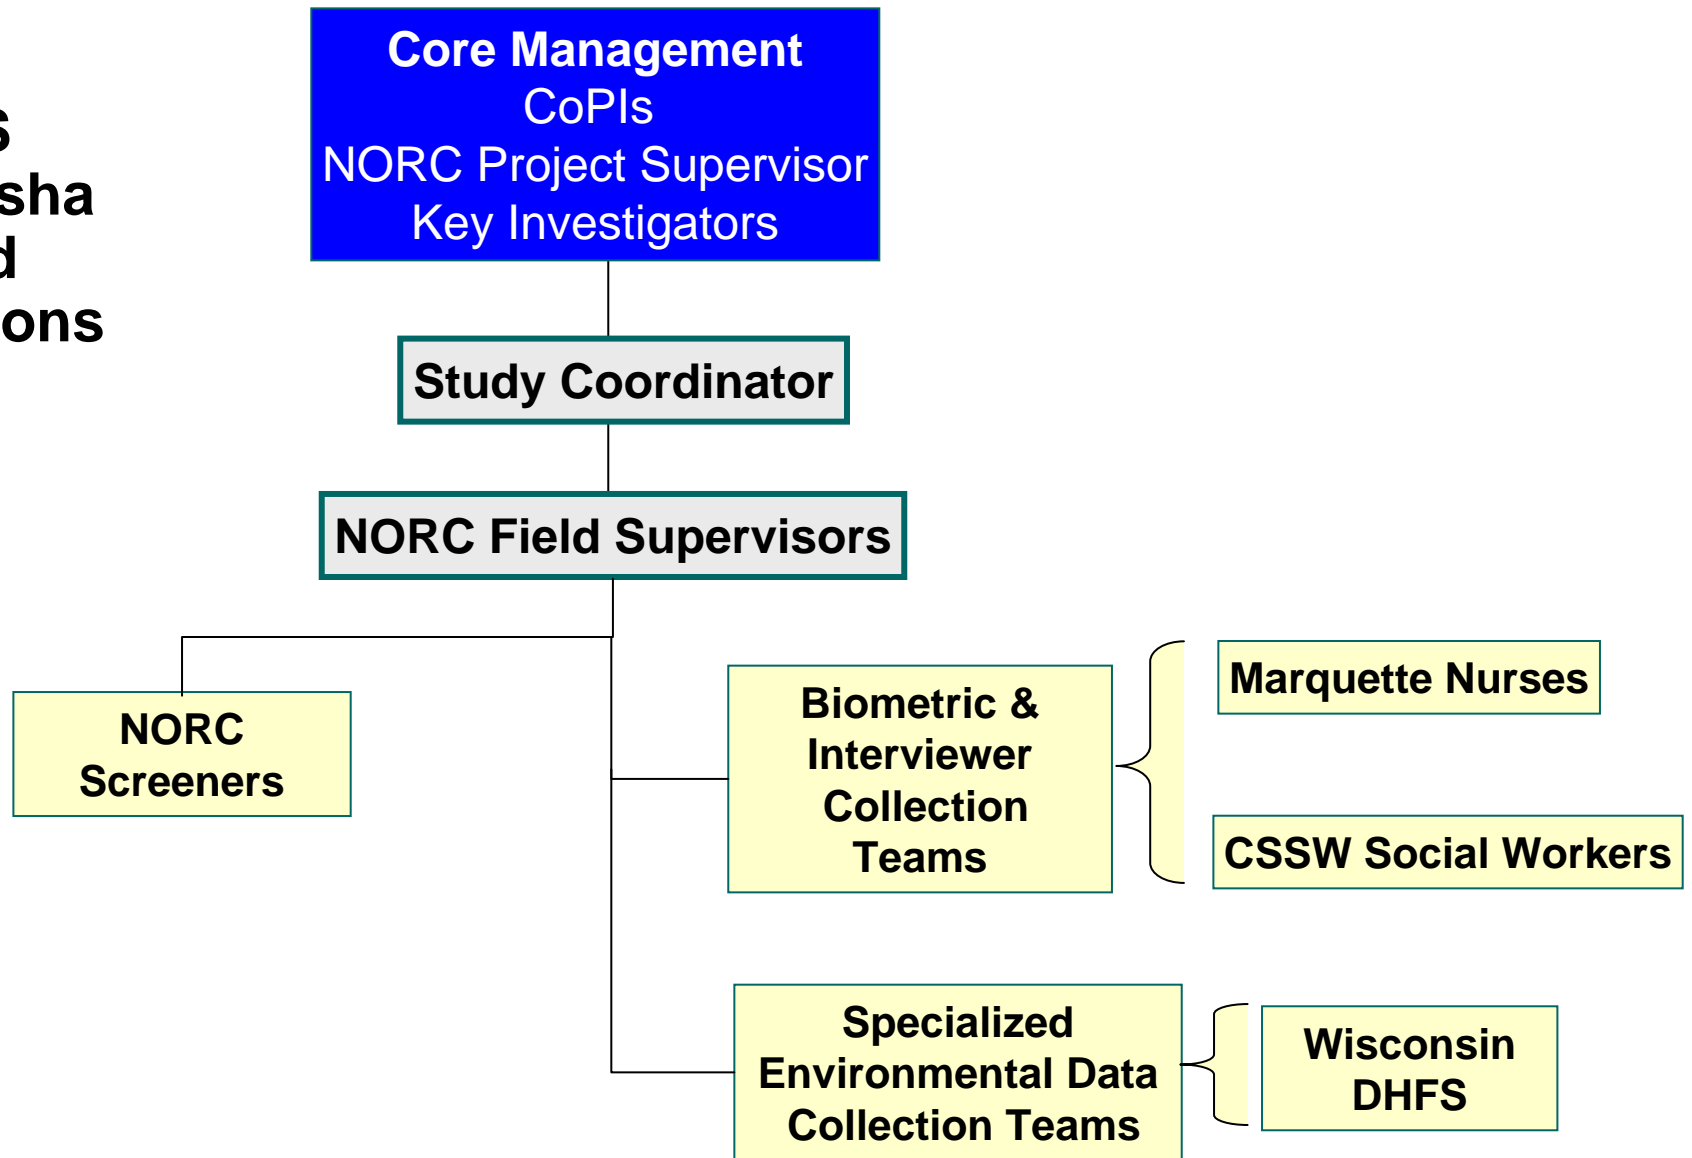 Core Management
CoPIs
NORC Project Supervisor
Key Investigators
s
sha
d
ons
Study Coordinator
NORC Field Supervisors
NORC
Screeners
Biometric &
Interviewer
Collection
Teams
Marquette Nurses
CSSW Social Workers
Specialized
Environmental Data
Collection Teams
Wisconsin
DHFS